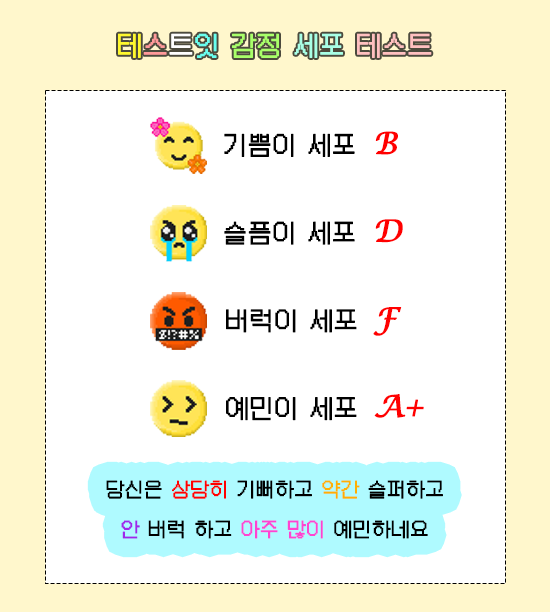 테스트잇 감정 세포 테스트
기쁨이 세포 B
슬픔이 세포 D
버럭이 세포 F
$!?#%
예민이 세포 A+
당신은 상당히 기뻐하고 약간 슬퍼하고
안 버럭 하고 아주 많이 예민하네요